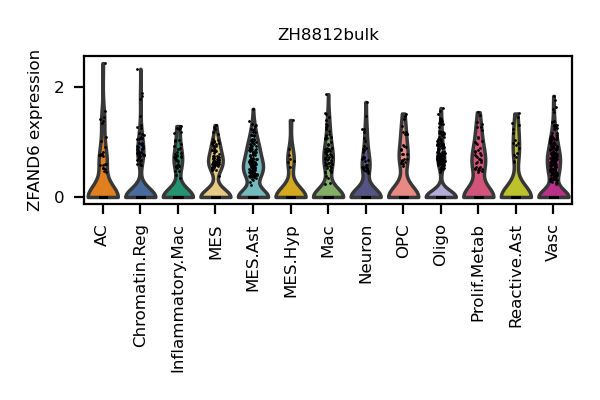 ZH8812bulk
ZFAND6 expression
2
0
AC
Chromatin.Reg
Inflammatory.Mac
MES
MES.Ast
MES.Hyp
Mac
Neuron
OPC
Oligo
Prolif.Metab
Reactive.Ast
Vasc